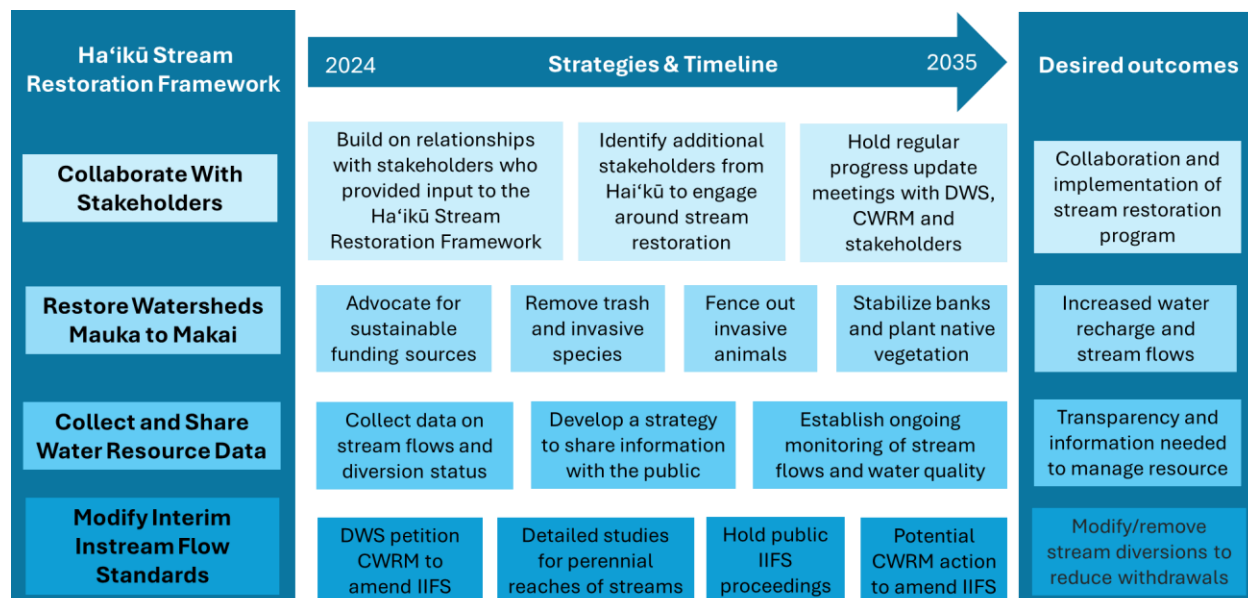 Ha‘ikū Stream
Restoration Framework
2024
Strategies & Timeline
2035
Desired outcomes
Collaborate With
Stakeholders
Build on relationships
with stakeholders who
provided input to the
Ha‘ikū Stream
Restoration Framework
Identify additional
stakeholders from
Hai‘kū to engage
around stream
restoration
Hold regular
progress update
meetings with DWS,
CWRM and
stakeholders
Collaboration and
implementation of
stream restoration
program
Restore Watersheds
Mauka to Makai
Advocate for
sustainable
funding sources
Remove trash
and invasive
species
Fence out
invasive
animals
Stabilize banks
and plant native
vegetation
Increased water
recharge and
stream flows
Collect and Share
Water Resource Data
Collect data on
stream flows and
diversion status
Develop a strategy
to share information
with the public
Establish ongoing
monitoring of stream
flows and water quality
Transparency and
information needed
to manage resource
Modify Interim
Instream Flow
Standards
DWS petition
CWRM to
amend IIFS
Detailed studies
for perennial
reaches of streams
Hold public
IIFS
proceedings
Potential
CWRM action
to amend IIFS
Modify/remove
stream diversions to
reduce withdrawals